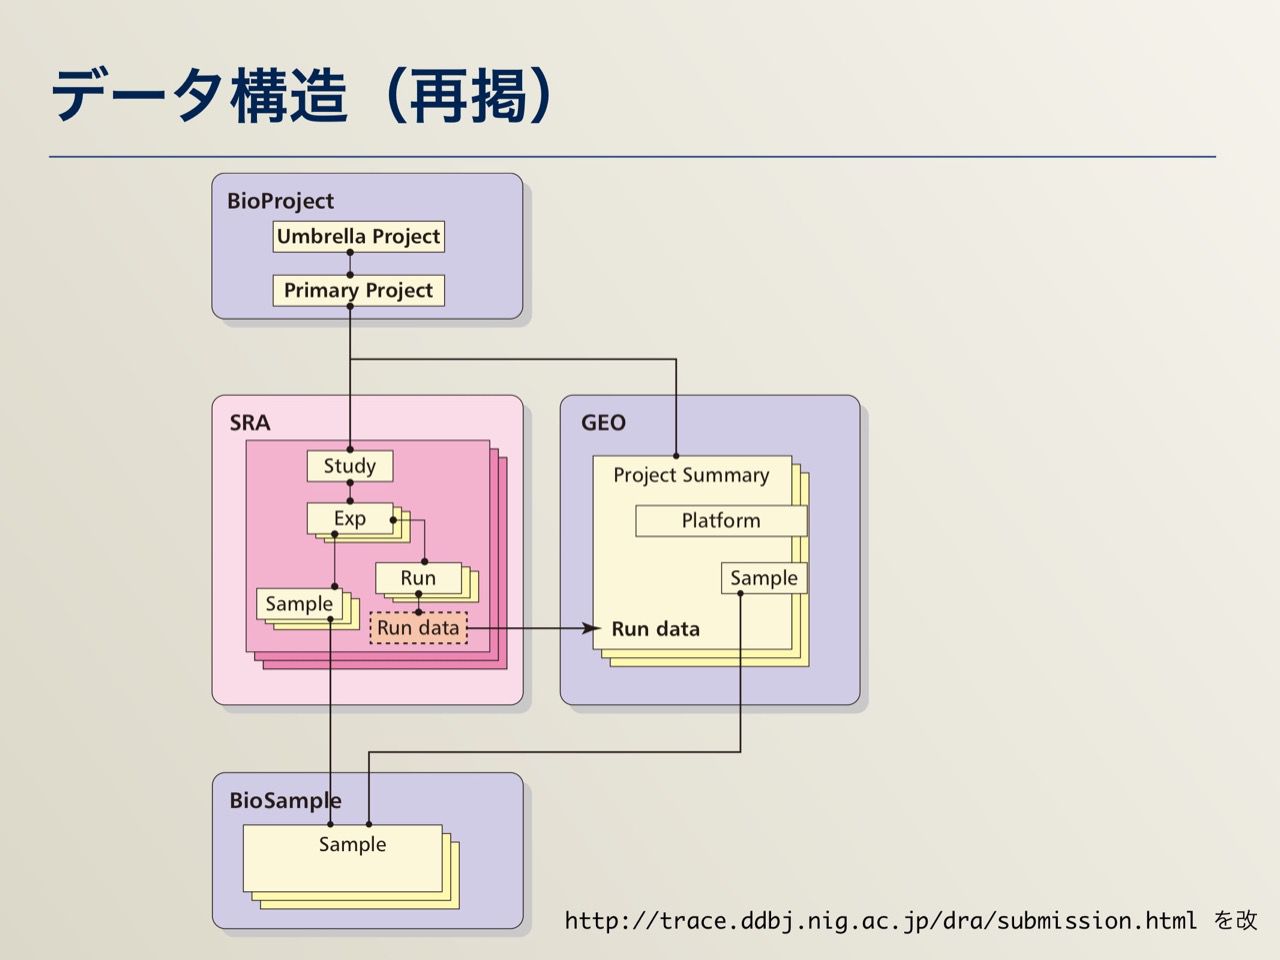 データ構造（再掲）
BioProject
Umbrella Project
Primary Project
SRA
Study
Exp
Run
Sample
Run data
GEO
Project Summary
Platform
Sample
Run data
BioSample
Sample
http://trace.ddbj.nig.ac.jp/dra/submission.html を改